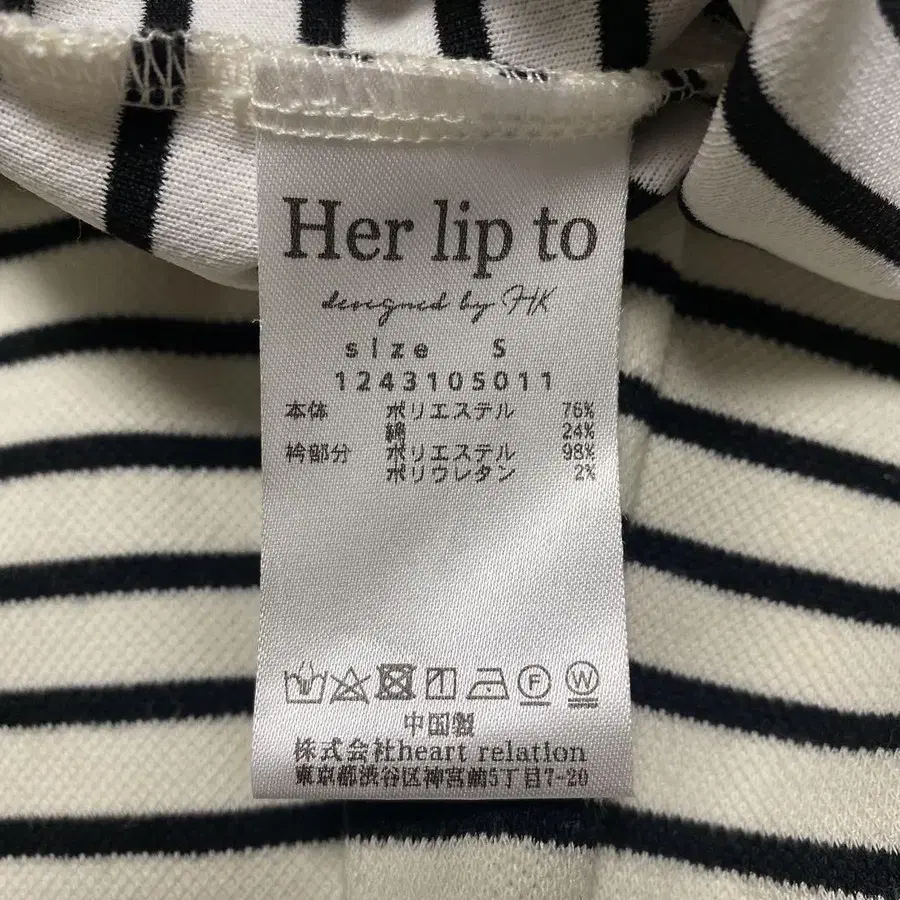 Her lip to
designed by HK
size S
1243105011
本体 ポリエステル 76%
綿 24%
衿部分 ポリエステル 98%
ポリウレタン 2%
F W
中国製
株式会社heart relation
東京都渋谷区神宮前5丁目7-20